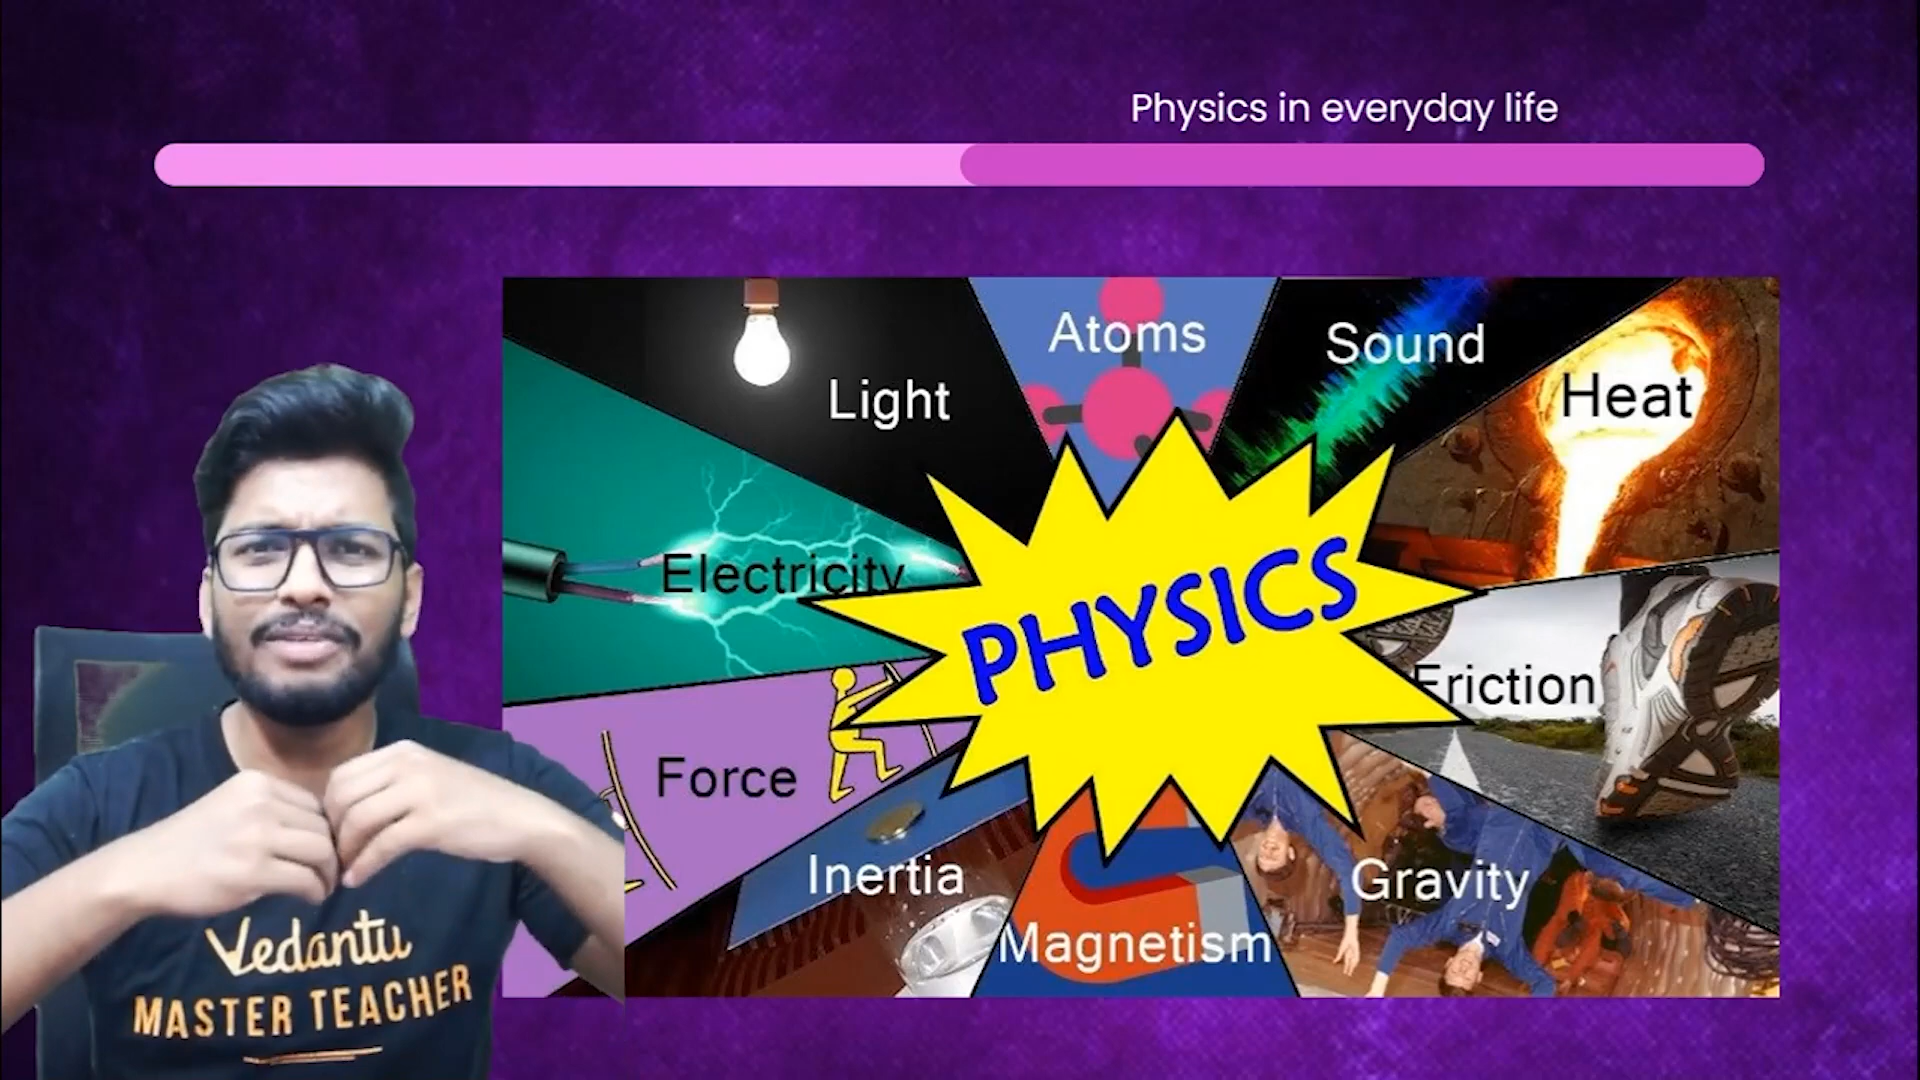 Physics in everyday life
Light
Atoms
Sound
Heat
Electricity
PHYSICS
Friction
Force
Inertia
Magnetism
Gravity
Vedantu
MASTER TEACHER